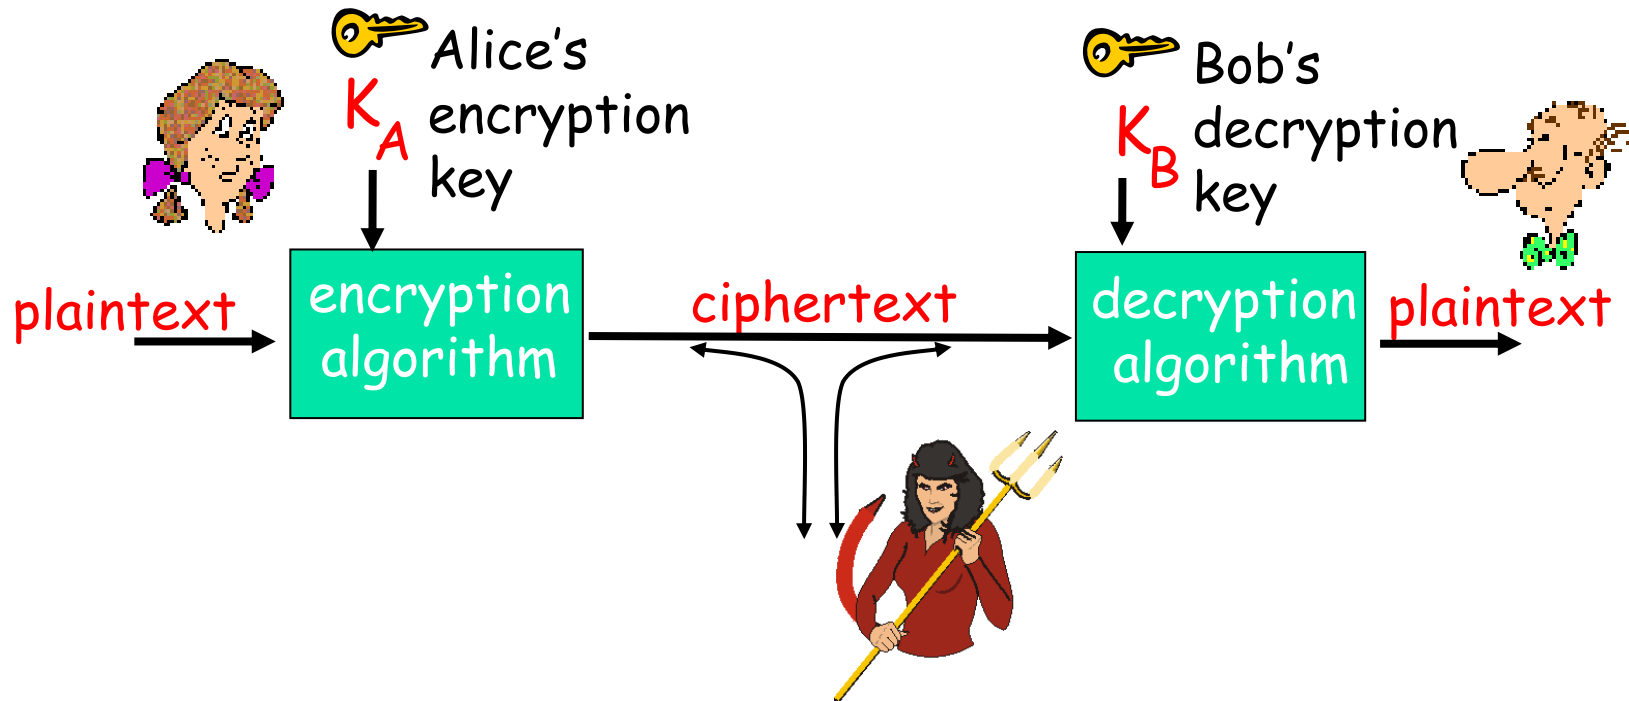 Alice's
encryption
key
K
A
Bob's
decryption
key
K
B
plaintext
encryption
algorithm
ciphertext
decryption
algorithm
plaintext